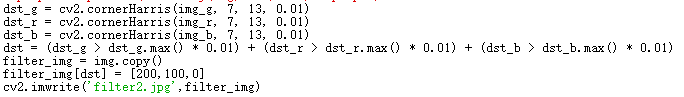 dst_g = cv2.cornerHarris(img_g, 7, 13, 0.01)
dst_r = cv2.cornerHarris(img_r, 7, 13, 0.01)
dst_b = cv2.cornerHarris(img_b, 7, 13, 0.01)
dst = (dst_g > dst_g.max() * 0.01) + (dst_r > dst_r.max() * 0.01) + (dst_b > dst_b.max() * 0.01)
filter_img = img.copy()
filter_img[dst] = [200,100,0]
cv2.imwrite('filter2.jpg',filter_img)